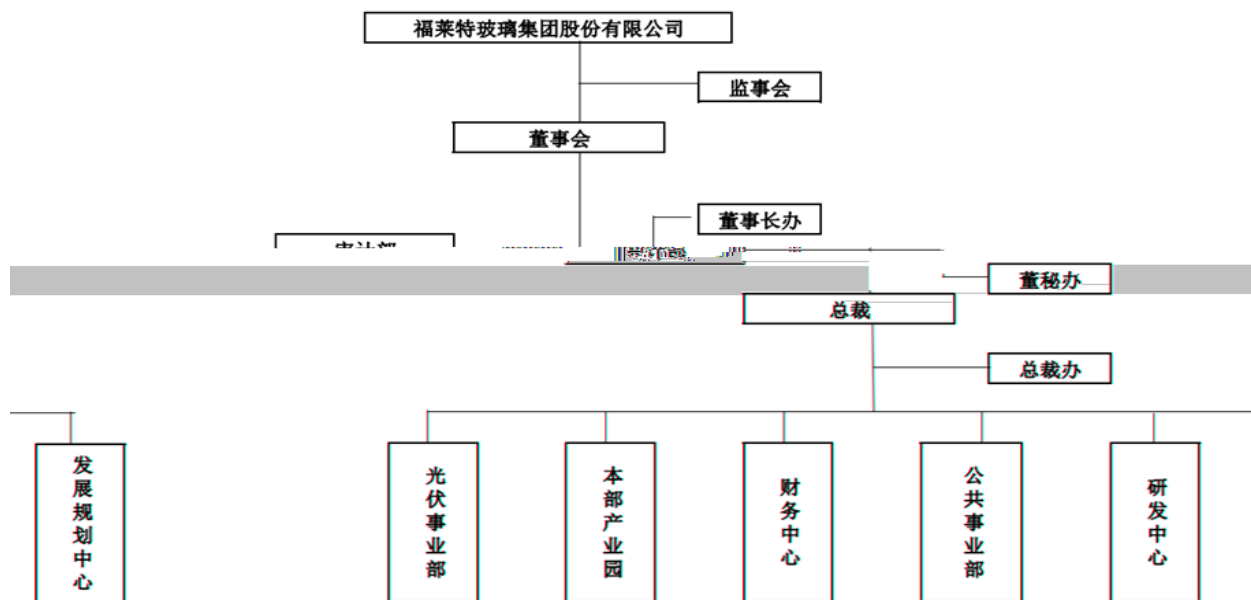 福莱特玻璃集团股份有限公司
监事会
董事会
董事长办
董秘办
总裁
总裁办
发展规划中心
光伏事业部
本部产业园
财务中心
公共事业部
研发中心